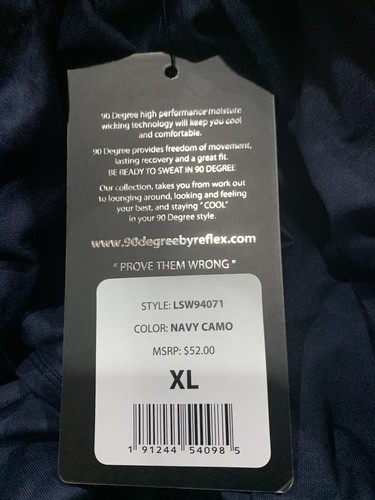 90 Degree high performance moisture
wicking technology will keep you cool
and comfortable.
90 Degree provides freedom of movement,
lasting recovery and a great fit.
BE READY TO SWEAT IN 90 DEGREE
Our collection, takes you from work out
to lounging around, looking and feeling
your best, and staying "COOL"
in your 90 Degree style.
www.90degreebyreflex.com
"PROVE THEM WRONG"
STYLE: LSW94071
COLOR: NAVY CAMO
MSRP: $52.00
XL
1 91244 54098 5